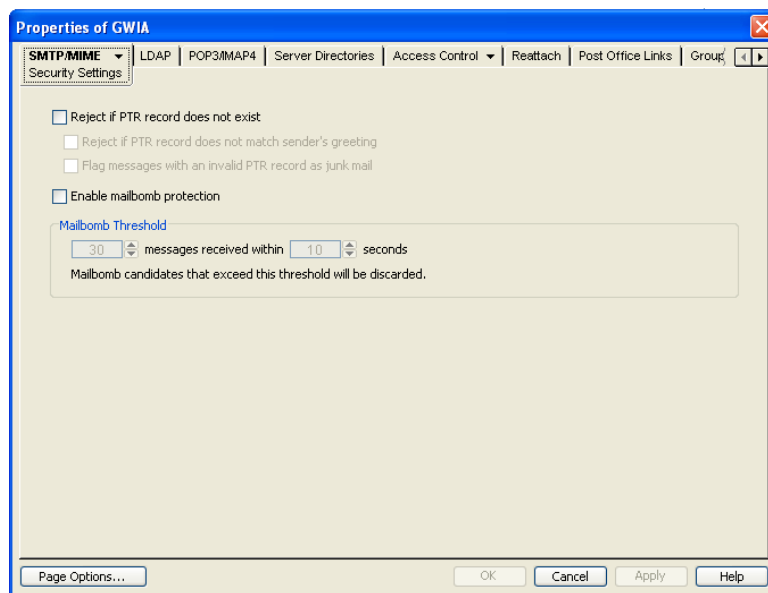 Properties of GWIA
SMTP/MIME LDAP POP3/IMAP4 Server Directories Access Control Reattach Post Office Links Group
Security Settings
Reject if PTR record does not exist
Reject if PTR record does not match sender's greeting
Flag messages with an invalid PTR record as junk mail
Enable mailbomb protection
Mailbomb Threshold
30 messages received within 10 seconds
Mailbomb candidates that exceed this threshold will be discarded.
Page Options... OK Cancel Apply Help